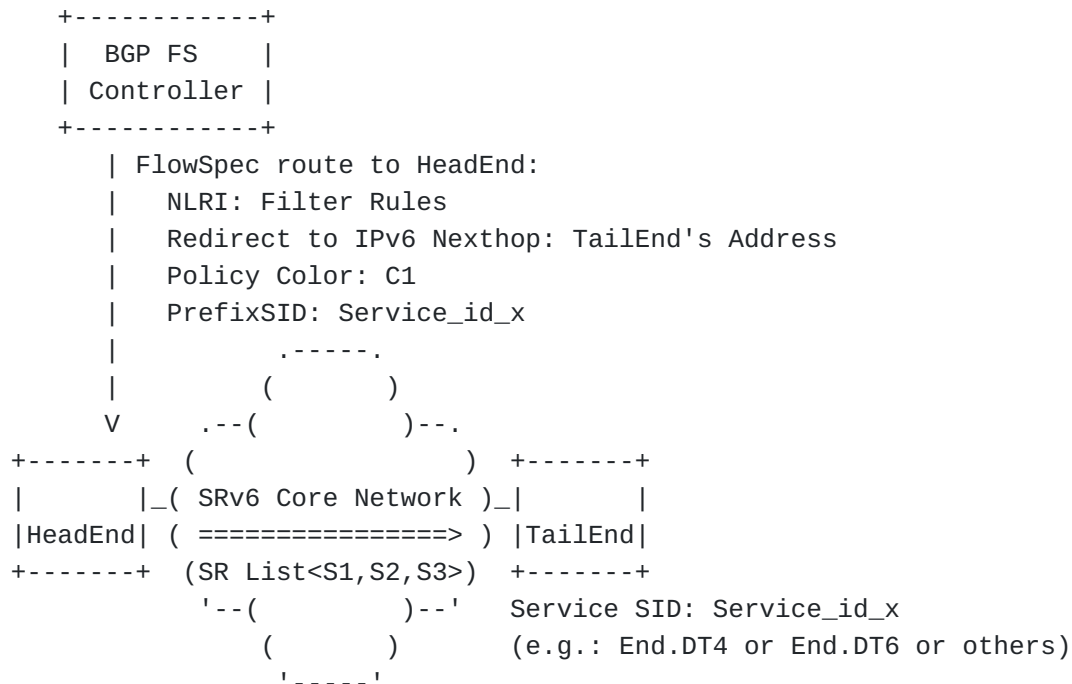 BGP FS
Controller
FlowSpec route to HeadEnd:
NLRI: Filter Rules
Redirect to IPv6 Nexthop: TailEnd's Address
Policy Color: C1
PrefixSID: Service_id_x
SRv6 Core Network
HeadEnd TailEnd
(SR List<S1,S2,S3>)
Service SID: Service_id_x
(e.g.: End.DT4 or End.DT6 or others)